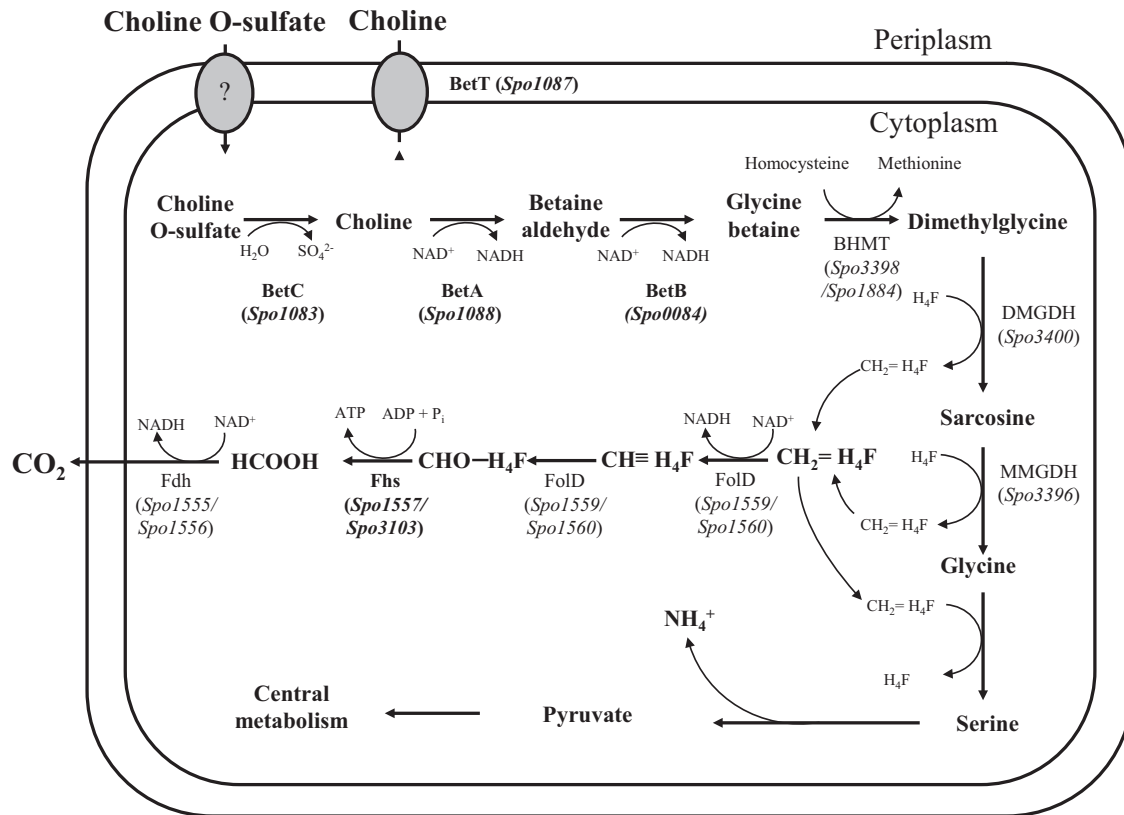 Choline O-sulfate
Choline
Periplasm
?
BetT (Spo1087)
Cytoplasm
Homocysteine
Methionine
Choline
O-sulfate
Choline
Betaine
aldehyde
Glycine
betaine
Dimethylglycine
H₂O
SO₄²⁻
NAD⁺
NADH
NAD⁺
NADH
BetC
(Spo1083)
BetA
(Spo1088)
BetB
(Spo0084)
BHMT
(Spo3398
/Spo1884)
H₄F
DMGDH
(Spo3400)
CH₂= H₄F
Sarcosine
NADH
NAD⁺
ATP
ADP + Pᵢ
NADH
NAD⁺
CO₂
HCOOH
CHO—H₄F
CH≡ H₄F
CH₂= H₄F
H₄F
MMGDH
(Spo3396)
Fdh
(Spo1555/
Spo1556)
Fhs
(Spo1557/
Spo3103)
FolD
(Spo1559/
Spo1560)
FolD
(Spo1559/
Spo1560)
CH₂= H₄F
Glycine
CH₂= H₄F
NH₄⁺
H₄F
Central
metabolism
Pyruvate
Serine